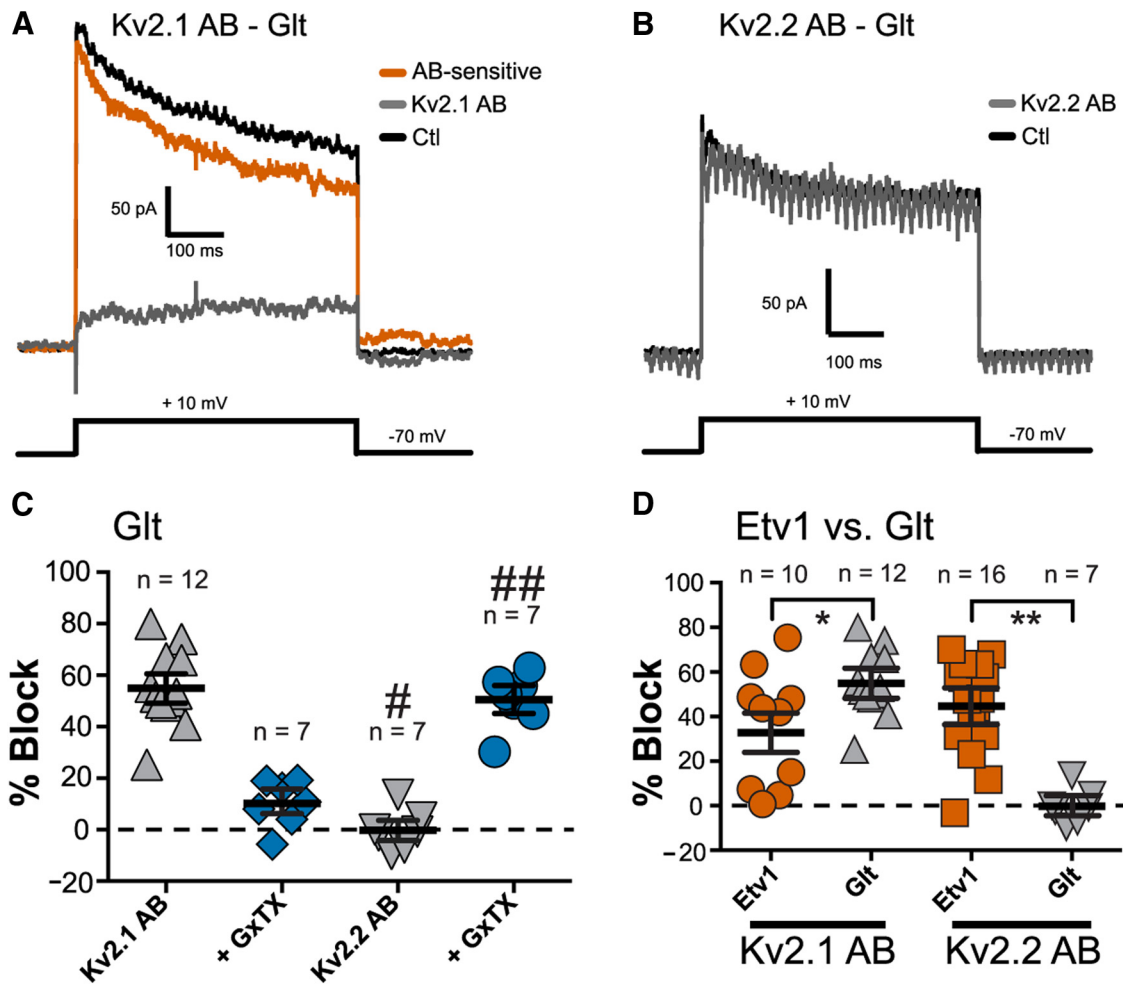 A
Kv2.1 AB - Glt
AB-sensitive
Kv2.1 AB
Ctl
50 pA
100 ms
+ 10 mV
-70 mV
B
Kv2.2 AB - Glt
Kv2.2 AB
Ctl
50 pA
100 ms
+ 10 mV
-70 mV
C
Glt
% Block
100
80
60
40
20
0
−20
n = 12
n = 7
#
n = 7
##
n = 7
Kv2.1 AB
+ GxTX
Kv2.2 AB
+ GxTX
D
Etv1 vs. Glt
% Block
100
80
60
40
20
0
−20
n = 10
n = 12
n = 16
n = 7
*
**
Etv1
Glt
Etv1
Glt
Kv2.1 AB
Kv2.2 AB